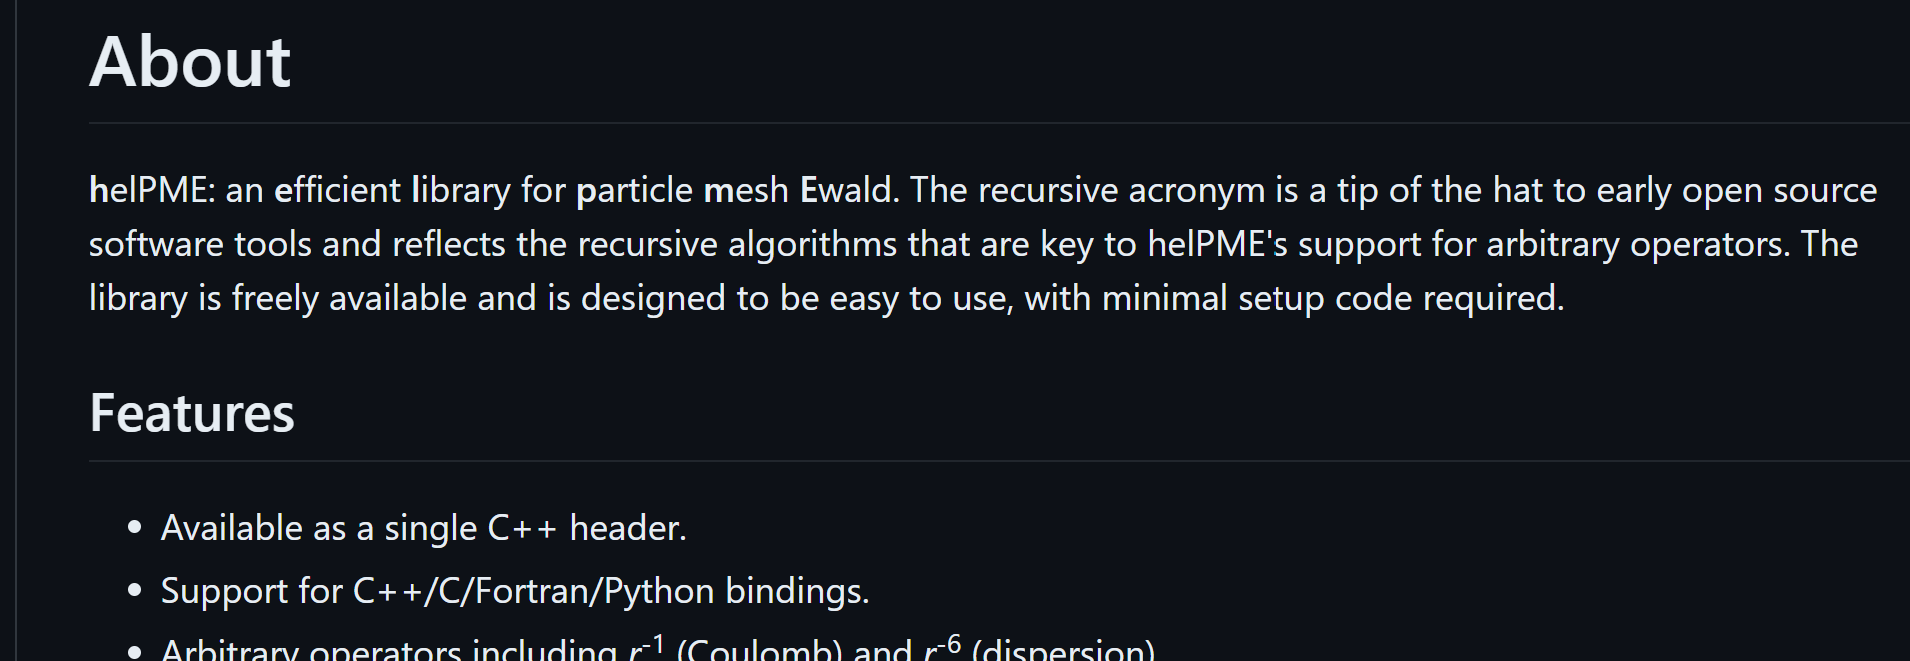 About
helPME: an efficient library for particle mesh Ewald. The recursive acronym is a tip of the hat to early open source
software tools and reflects the recursive algorithms that are key to helPME's support for arbitrary operators. The
library is freely available and is designed to be easy to use, with minimal setup code required.
Features
• Available as a single C++ header.
• Support for C++/C/Fortran/Python bindings.
• Arbitrary operators including r⁻¹ (Coulomb) and r⁻⁶ (dispersion)